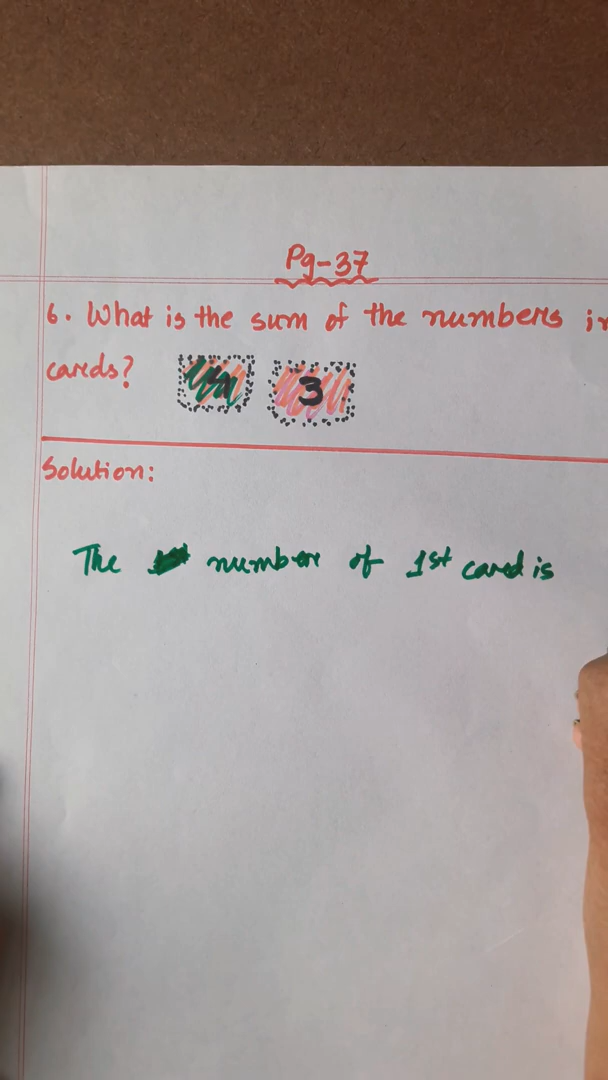 Pg-37
6. What is the sum of the numbers in
cards? 3
Solution:
The number of 1st card is